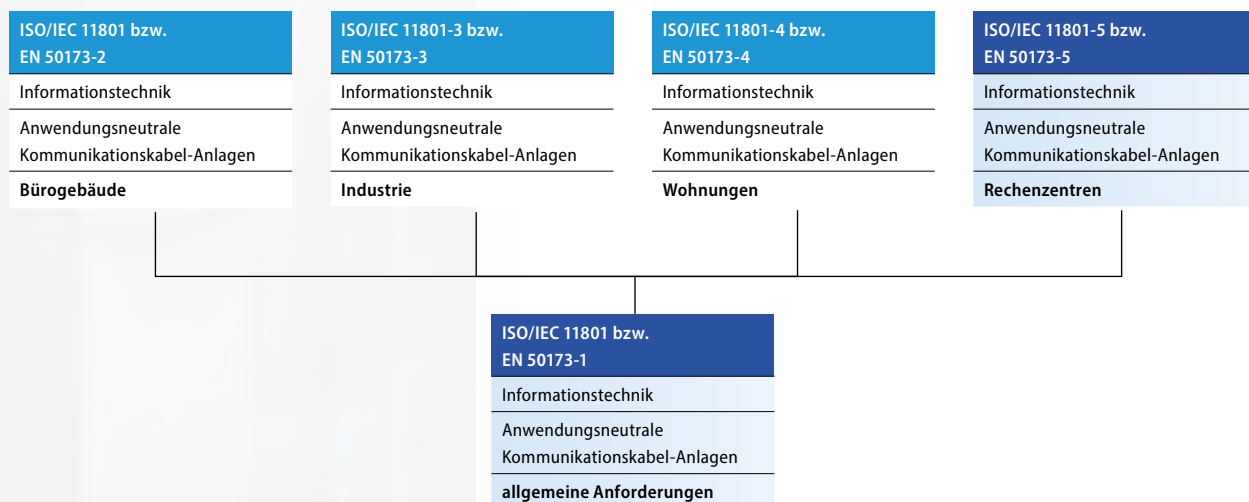 ISO/IEC 11801 bzw.
EN 50173-2
Informationstechnik
Anwendungsneutrale
Kommunikationskabel-Anlagen
Bürogebäude
ISO/IEC 11801-3 bzw.
EN 50173-3
Informationstechnik
Anwendungsneutrale
Kommunikationskabel-Anlagen
Industrie
ISO/IEC 11801-4 bzw.
EN 50173-4
Informationstechnik
Anwendungsneutrale
Kommunikationskabel-Anlagen
Wohnungen
ISO/IEC 11801-5 bzw.
EN 50173-5
Informationstechnik
Anwendungsneutrale
Kommunikationskabel-Anlagen
Rechenzentren
ISO/IEC 11801 bzw.
EN 50173-1
Informationstechnik
Anwendungsneutrale
Kommunikationskabel-Anlagen
allgemeine Anforderungen